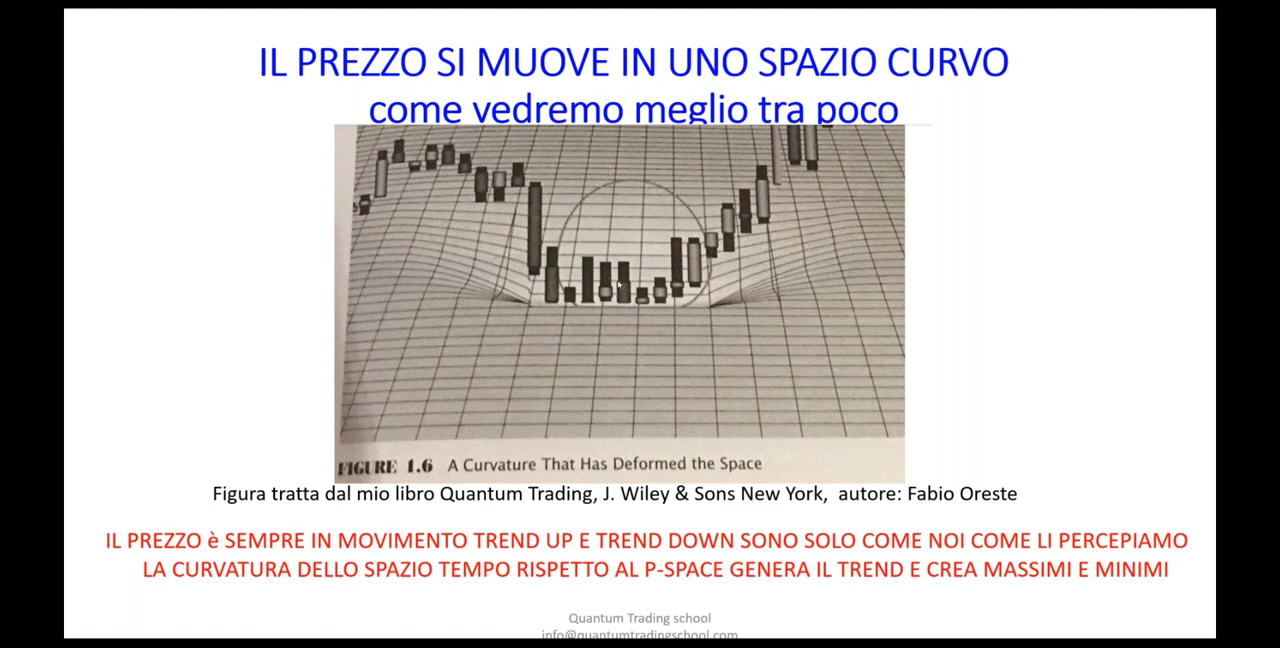 IL PREZZO SI MUOVE IN UNO SPAZIO CURVO
come vedremo meglio tra poco
FIGURE 1.6 A Curvature That Has Deformed the Space
Figura tratta dal mio libro Quantum Trading, J. Wiley & Sons New York, autore: Fabio Oreste
IL PREZZO è SEMPRE IN MOVIMENTO TREND UP E TREND DOWN SONO SOLO COME NOI COME LI PERCEPIAMO
LA CURVATURA DELLO SPAZIO TEMPO RISPETTO AL P-SPACE GENERA IL TREND E CREA MASSIMI E MINIMI
Quantum Trading school
info@quantumtradingschool.com